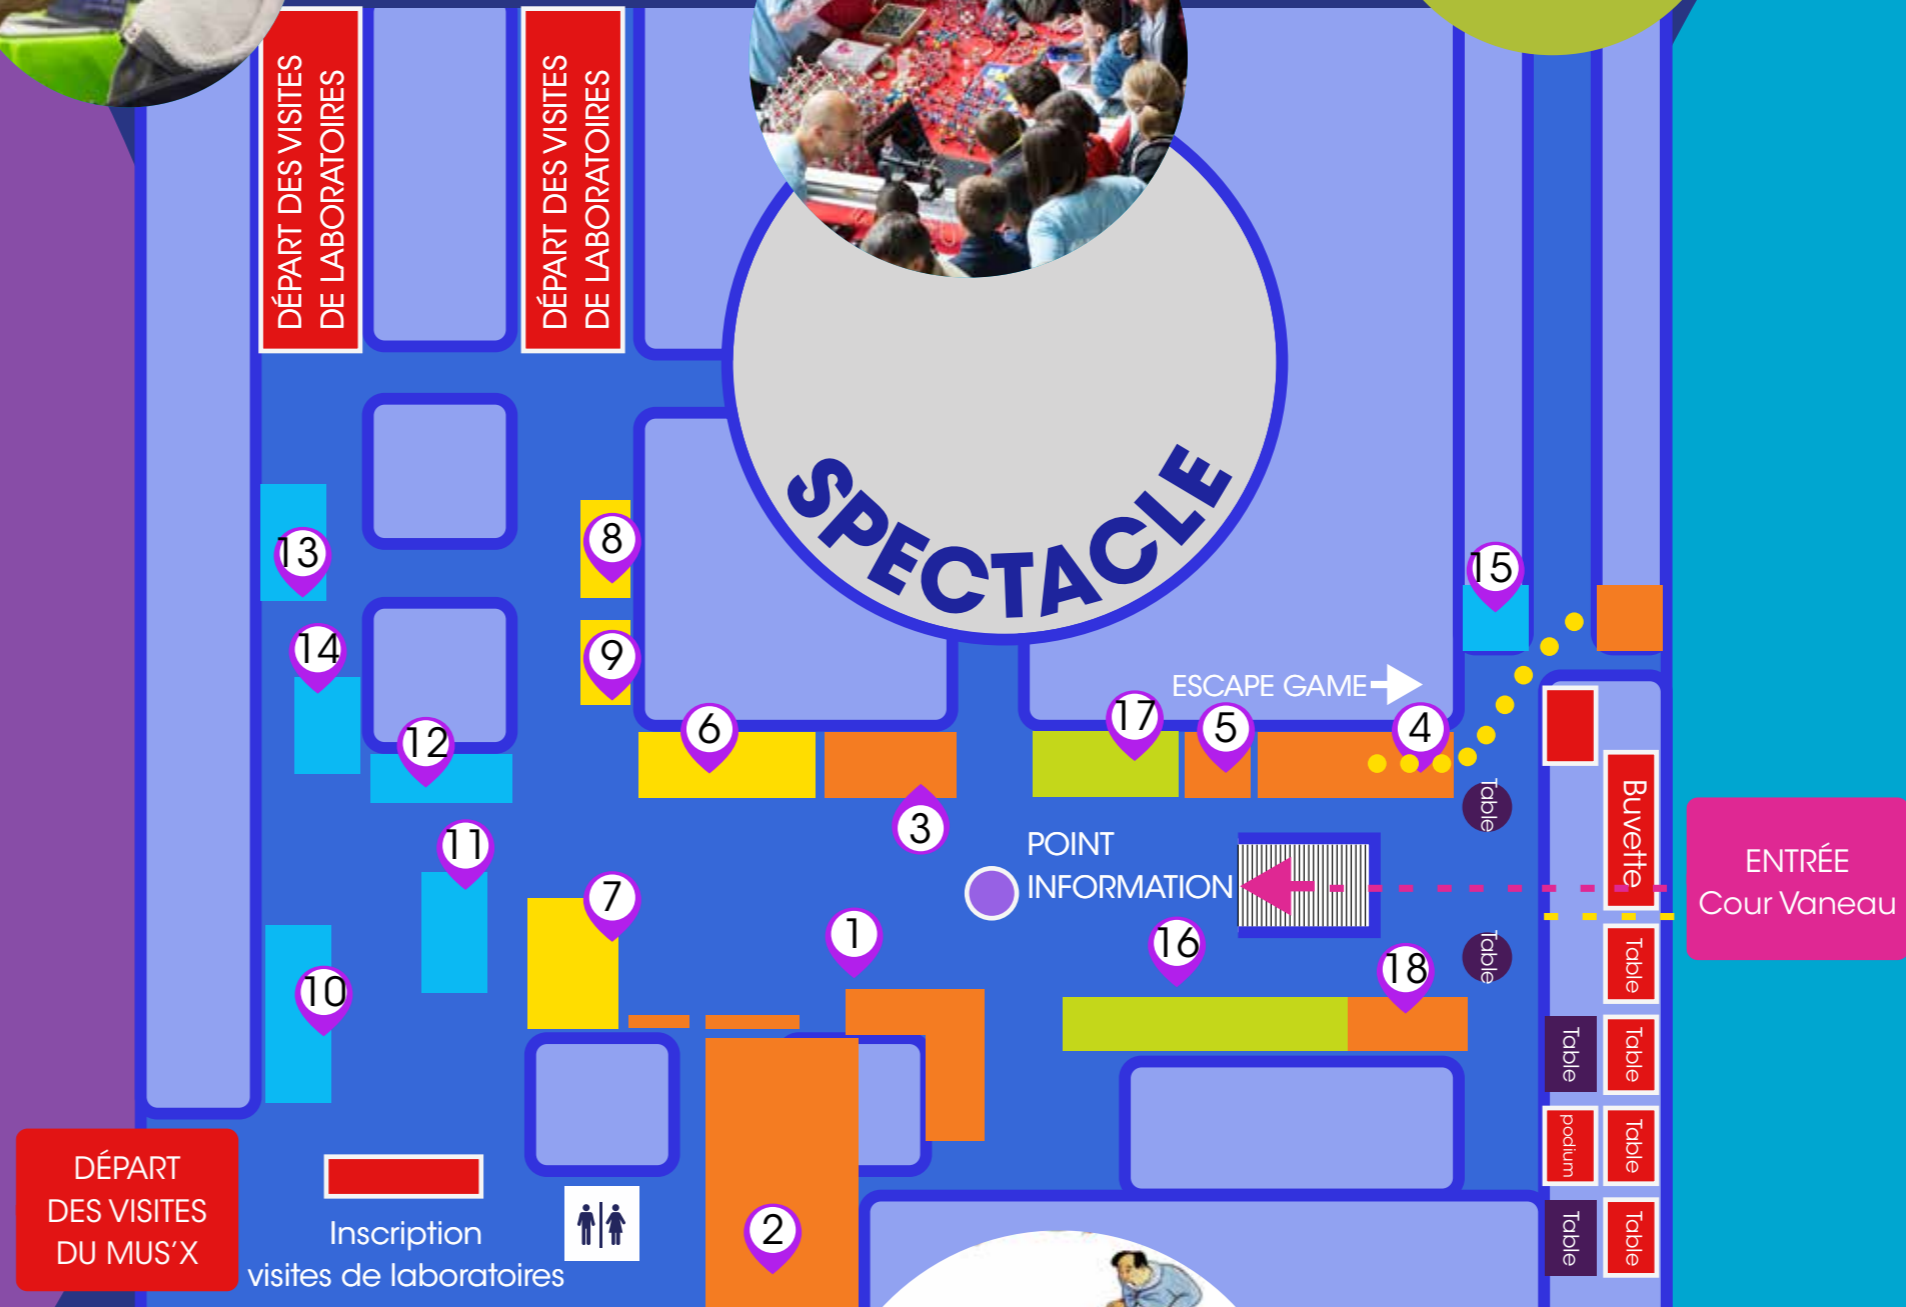 DÉPART DES VISITES
DE LABORATOIRES
DÉPART DES VISITES
DE LABORATOIRES
SPECTACLE
13
8
15
14
9
ESCAPE GAME
12
6
17
5
4
Table
Buvette
3
11
POINT
INFORMATION
ENTRÉE
Cour Vaneau
7
1
16
18
Table
Table
10
Table
Table
podium
Table
Table
Table
DÉPART
DES VISITES
DU MUS'X
Inscription
visites de laboratoires
2